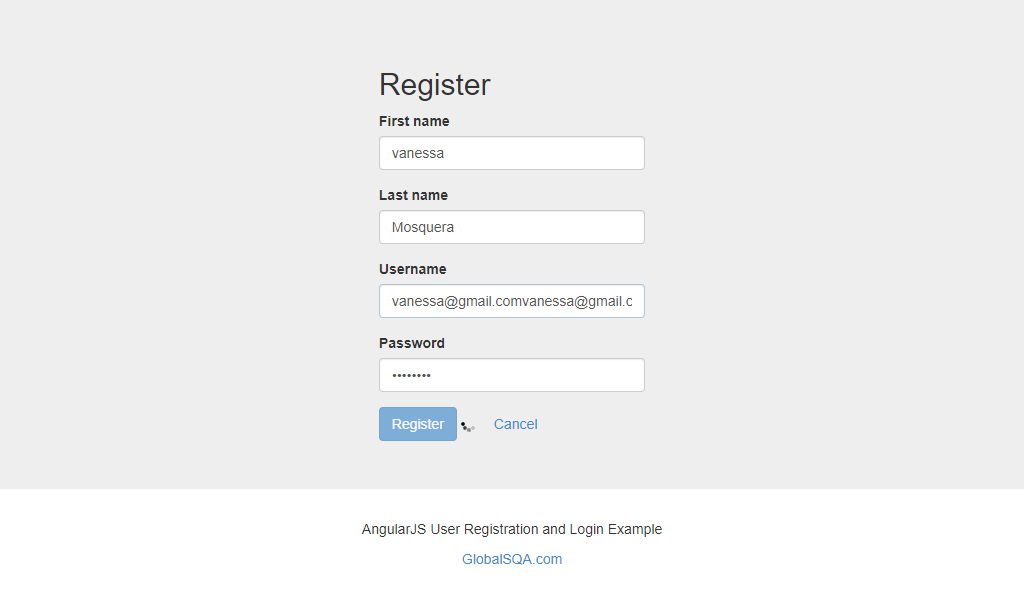 Register
First name
vanessa
Last name
Mosquera
Username
vanessa@gmail.comvanessa@gmail.c
Password
••••••••
Register Cancel
AngularJS User Registration and Login Example
GlobalSQA.com